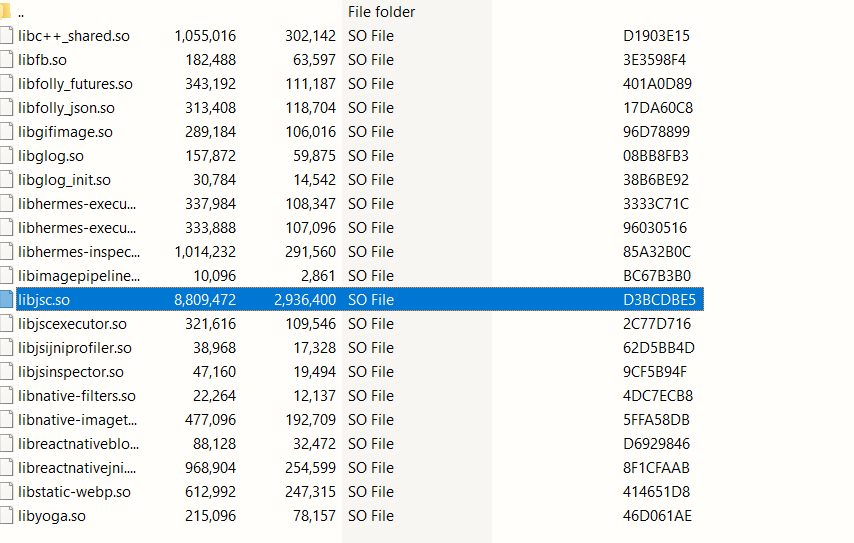 .. File folder
libc++_shared.so 1,055,016 302,142 SO File D1903E15
libfb.so 182,488 63,597 SO File 3E3598F4
libfolly_futures.so 343,192 111,187 SO File 401A0D89
libfolly_json.so 313,408 118,704 SO File 17DA60C8
libgifimage.so 289,184 106,016 SO File 96D78899
libglog.so 157,872 59,875 SO File 08BB8FB3
libglog_init.so 30,784 14,542 SO File 38B6BE92
libhermes-execu... 337,984 108,347 SO File 3333C71C
libhermes-execu... 333,888 107,096 SO File 96030516
libhermes-inspec... 1,014,232 291,560 SO File 85A32B0C
libimagepipeline... 10,096 2,861 SO File BC67B3B0
libjsc.so 8,809,472 2,936,400 SO File D3BCDBE5
libjscexecutor.so 321,616 109,546 SO File 2C77D716
libjsijniprofiler.so 38,968 17,328 SO File 62D5BB4D
libjsinspector.so 47,160 19,494 SO File 9CF5B94F
libnative-filters.so 22,264 12,137 SO File 4DC7ECB8
libnative-imaget... 477,096 192,709 SO File 5FFA58DB
libreactnativeblo... 88,128 32,472 SO File D6929846
libreactnativejni.... 968,904 254,599 SO File 8F1CFAAB
libstatic-webp.so 612,992 247,315 SO File 414651D8
libyoga.so 215,096 78,157 SO File 46D061AE